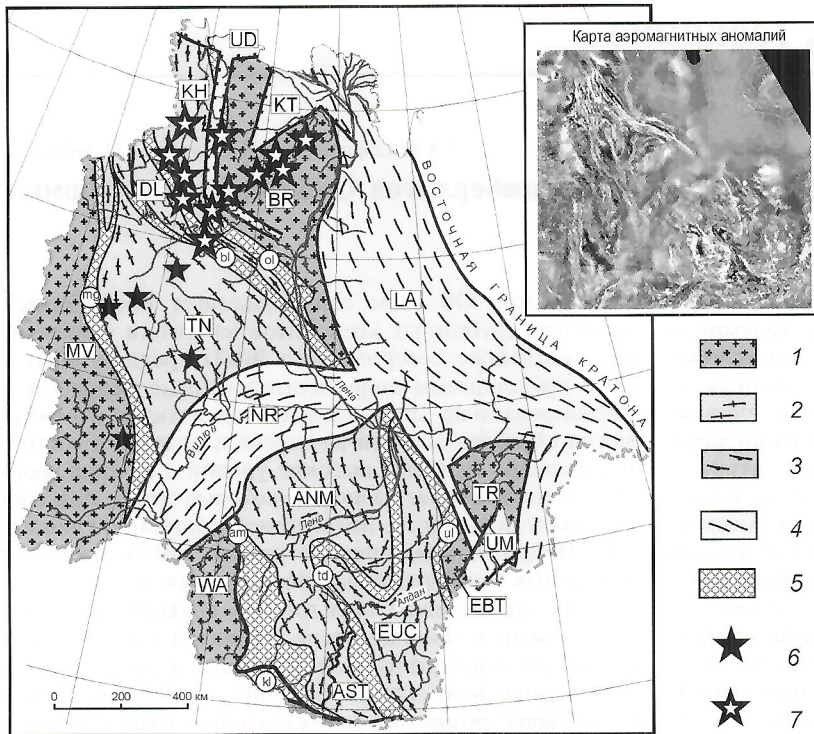 Карта аэромагнитных аномалий
UD
KH
KT
DL
BR
ВОСТОЧНАЯ ГРАНИЦА КРАТОНА
bl
ol
mg
LA
TN
MV
Лена
NR
Вилюй
ANM
TR
Лена
am
ul
UM
td
WA
Алдан
EBT
EUC
kl
AST
0 200 400 км
1
2
3
4
5
6
7